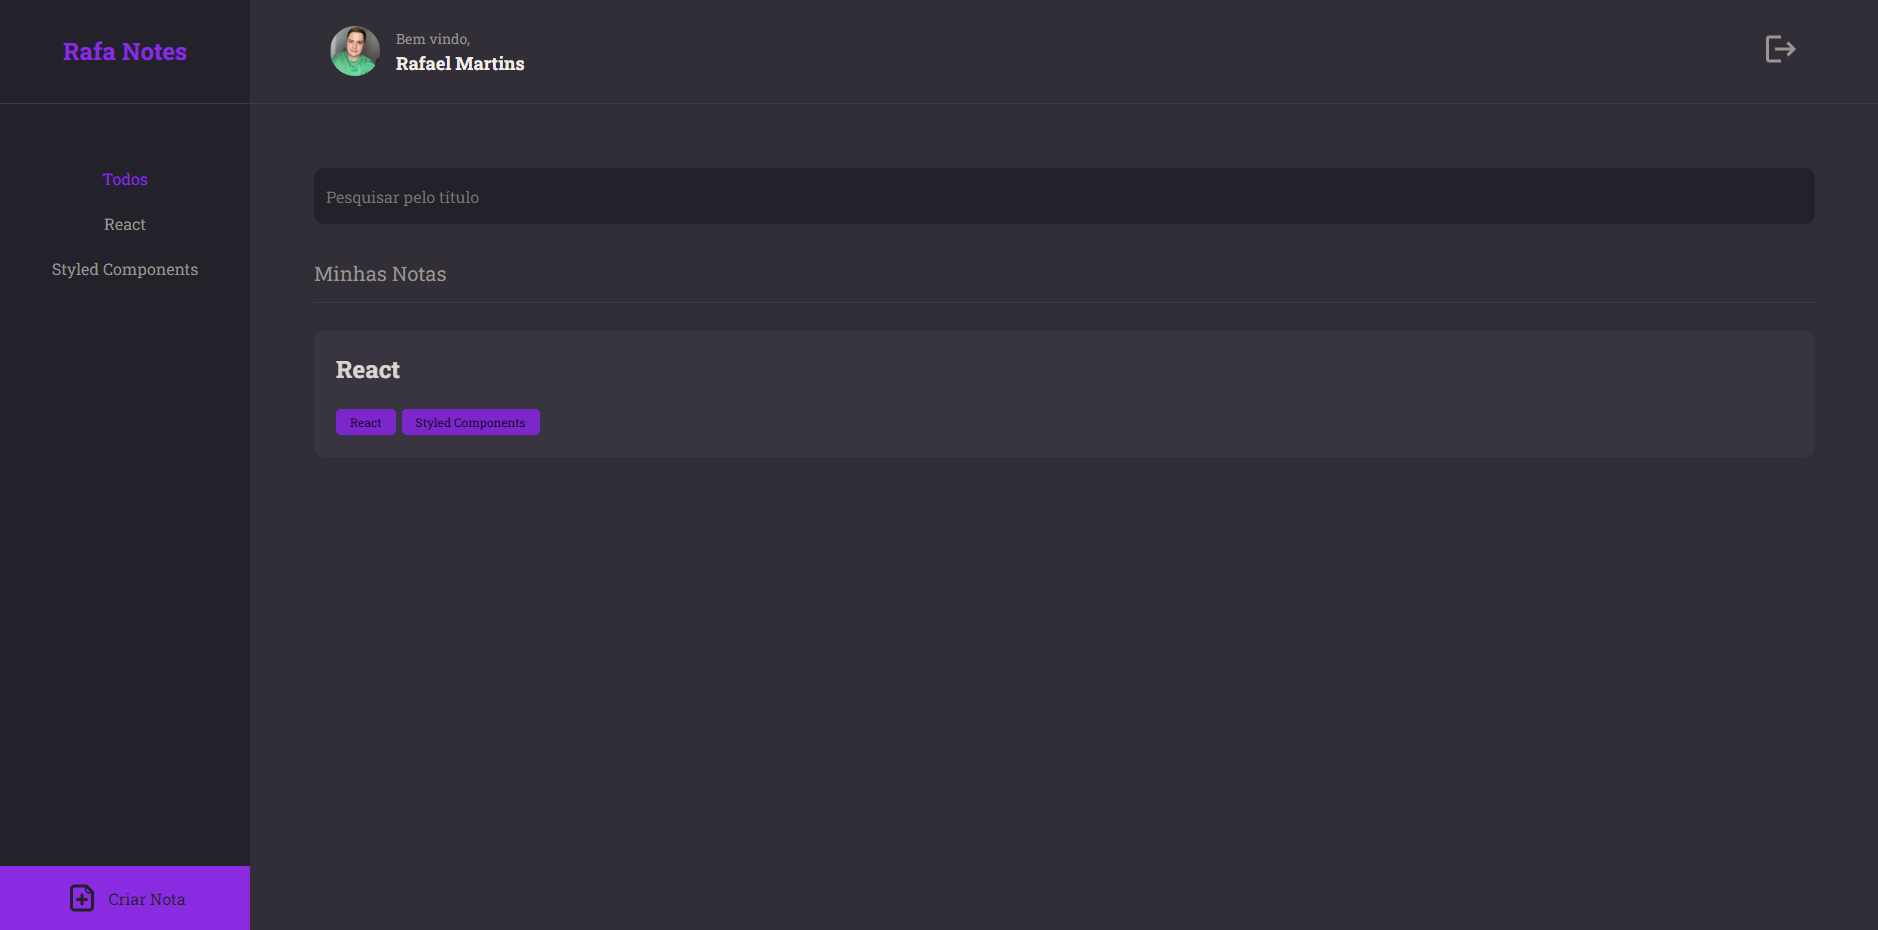 Rafa Notes
Bem vindo,
Rafael Martins
Todos
React
Styled Components
Pesquisar pelo título
Minhas Notas
React
React Styled Components
Criar Nota